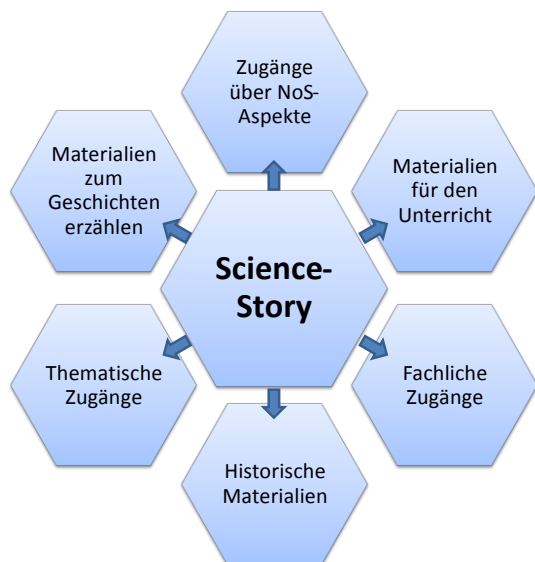 Zugänge
über NoS-
Aspekte
Materialien
zum
Geschichten
erzählen
Materialien
für den
Unterricht
Science-
Story
Thematische
Zugänge
Fachliche
Zugänge
Historische
Materialien